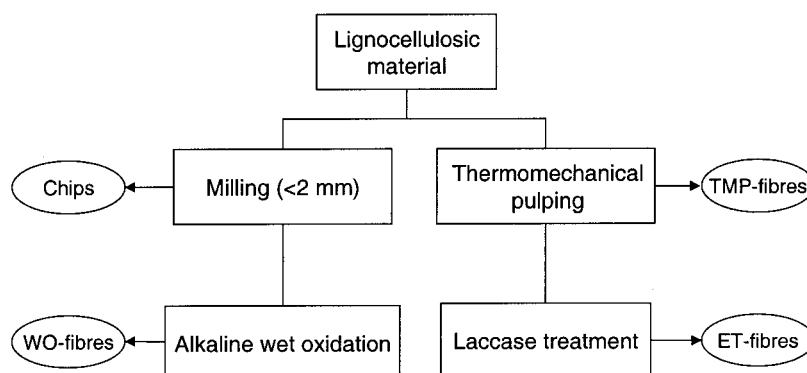 Lignocellulosic
material
Chips
Milling (<2 mm)
Thermomechanical
pulping
TMP-fibres
WO-fibres
Alkaline wet oxidation
Laccase treatment
ET-fibres